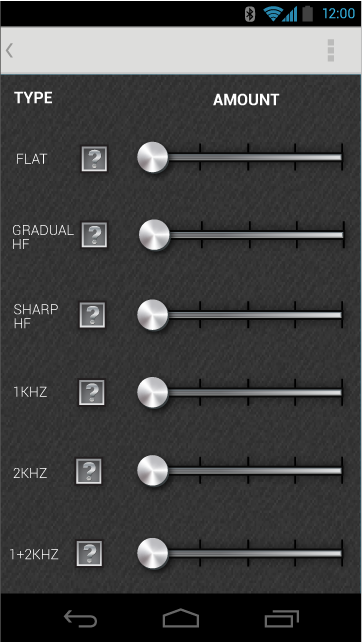 12:00
TYPE AMOUNT
FLAT ?
GRADUAL
HF ?
SHARP
HF ?
1KHZ ?
2KHZ ?
1+2KHZ ?